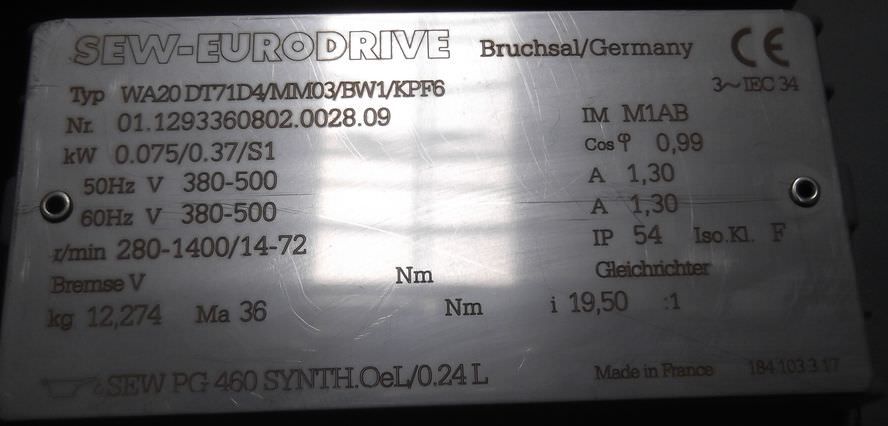 SEW-EURODRIVE Bruchsal/Germany CE
3~ IEC 34
Typ WA20 DT71D4/MM03/BW1/KPF6
Nr. 01.1293360802.0028.09 IM M1AB
kW 0.075/0.37/S1 Cos φ 0,99
50Hz V 380-500 A 1,30
60Hz V 380-500 A 1,30
r/min 280-1400/14-72 IP 54 Iso.Kl. F
Bremse V Nm Gleichrichter
kg 12,274 Ma 36 Nm i 19,50 :1
SEW PG 460 SYNTH.OeL/0.24 L Made in France 184 103 3.17